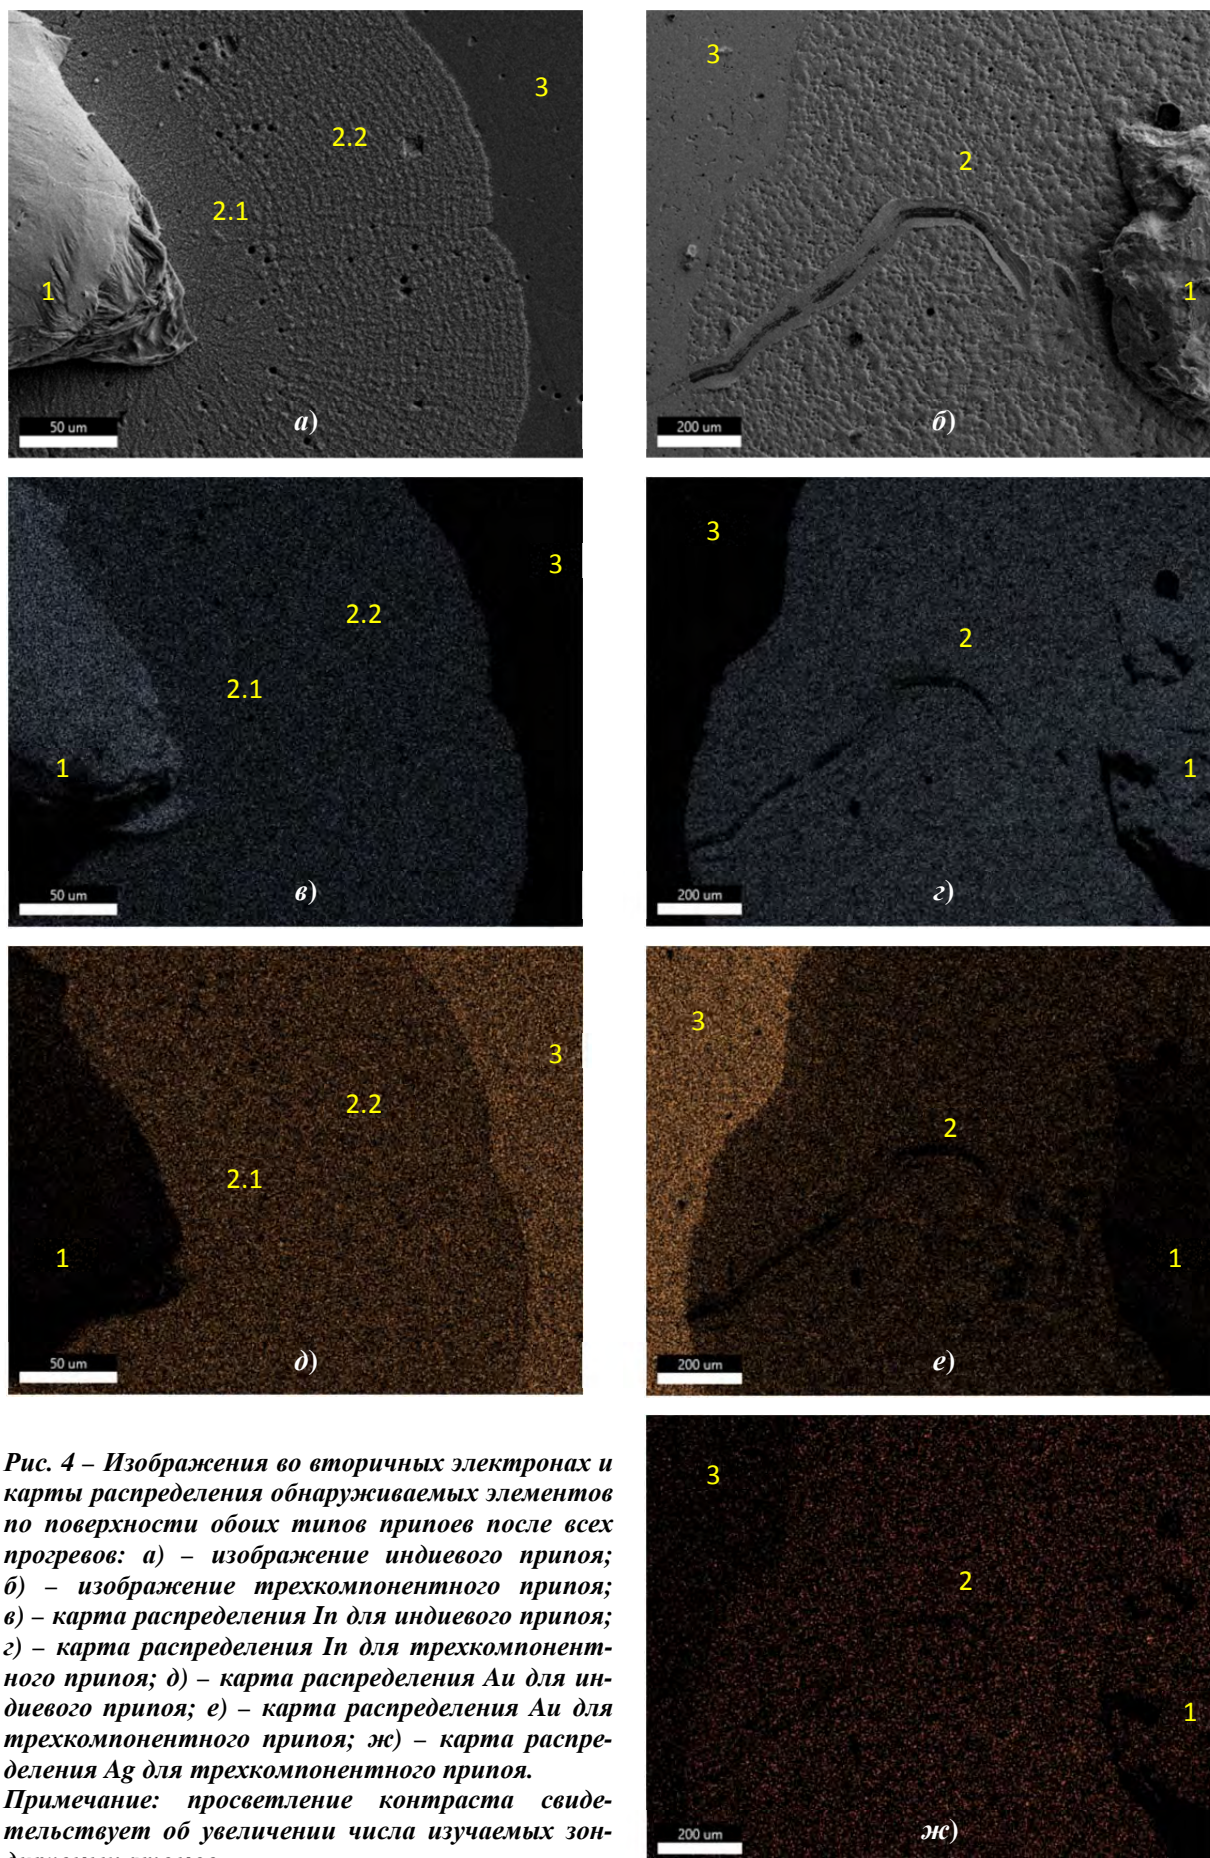 3
2.2
2.1
1
50 um
а)
3
2
1
200 um
б)
3
2.2
2.1
1
50 um
в)
3
2
1
200 um
г)
3
2.2
2.1
1
50 um
д)
3
2
1
200 um
е)
Рис. 4 – Изображения во вторичных электронах и
карты распределения обнаруживаемых элементов
по поверхности обоих типов припоев после всех
прогревов: а) – изображение индиевого припоя;
б) – изображение трехкомпонентного припоя;
в) – карта распределения In для индиевого припоя;
г) – карта распределения In для трехкомпонент-
ного припоя; д) – карта распределения Au для ин-
диевого припоя; е) – карта распределения Au для
трехкомпонентного припоя; ж) – карта распре-
деления Ag для трехкомпонентного припоя.
Примечание: просветление контраста свиде-
тельствует об увеличении числа изучаемых зон-
3
2
1
200 um
ж)